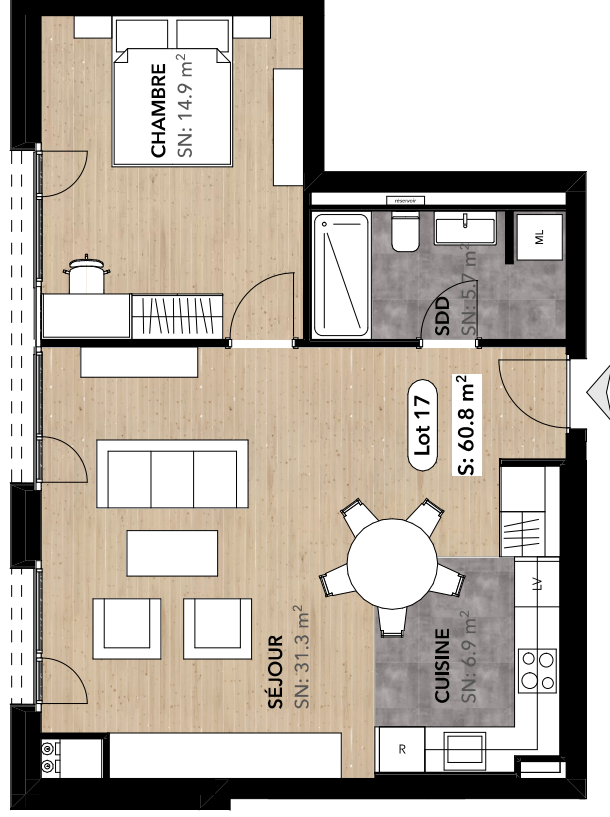 CHAMBRE
SN: 14.9 m²
réservoir
ML
SDD
SN: 5.7 m²
Lot 17
S: 60.8 m²
LV
SÉJOUR
SN: 31.3 m²
CUISINE
SN: 6.9 m²
R